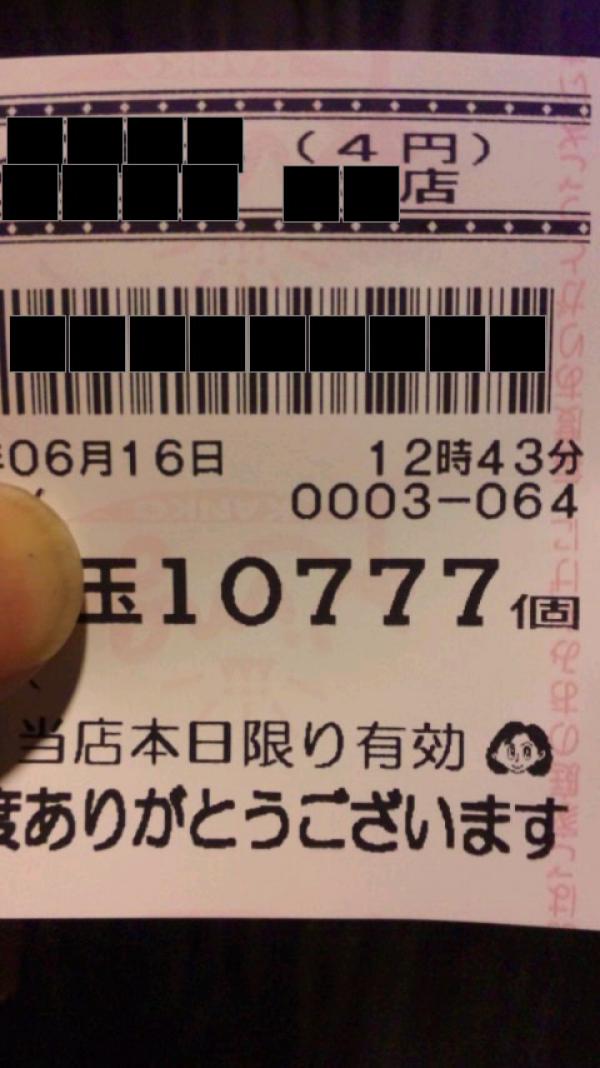 （4円）
店
06月16日 12時43分
0003-064
玉10777個
当店本日限り有効
度ありがとうございます